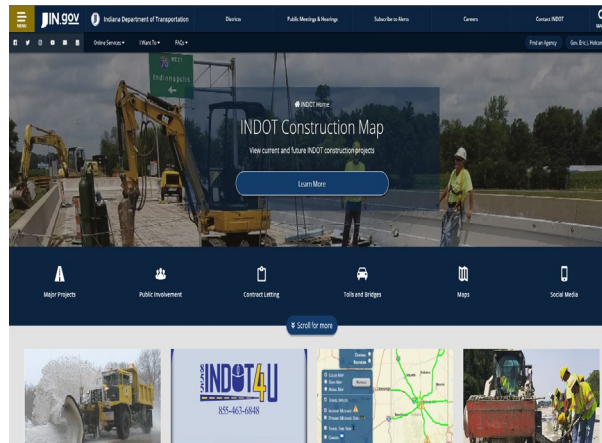 MENU
IN.gov
Indiana Department of Transportation
Districts
Public Meetings & Hearings
Subscribe to Alerts
Careers
Contact INDOT
Online Services
I Want To
FAQs
Find an Agency
Gov. Eric J. Holcom
WEST
Indianapolis
INDOT Home
INDOT Construction Map
View current and future INDOT construction projects
Learn More
Major Projects
Public Involvement
Contract Letting
Tolls and Bridges
Maps
Social Media
Scroll for more
INDOT4U
855-463-6848